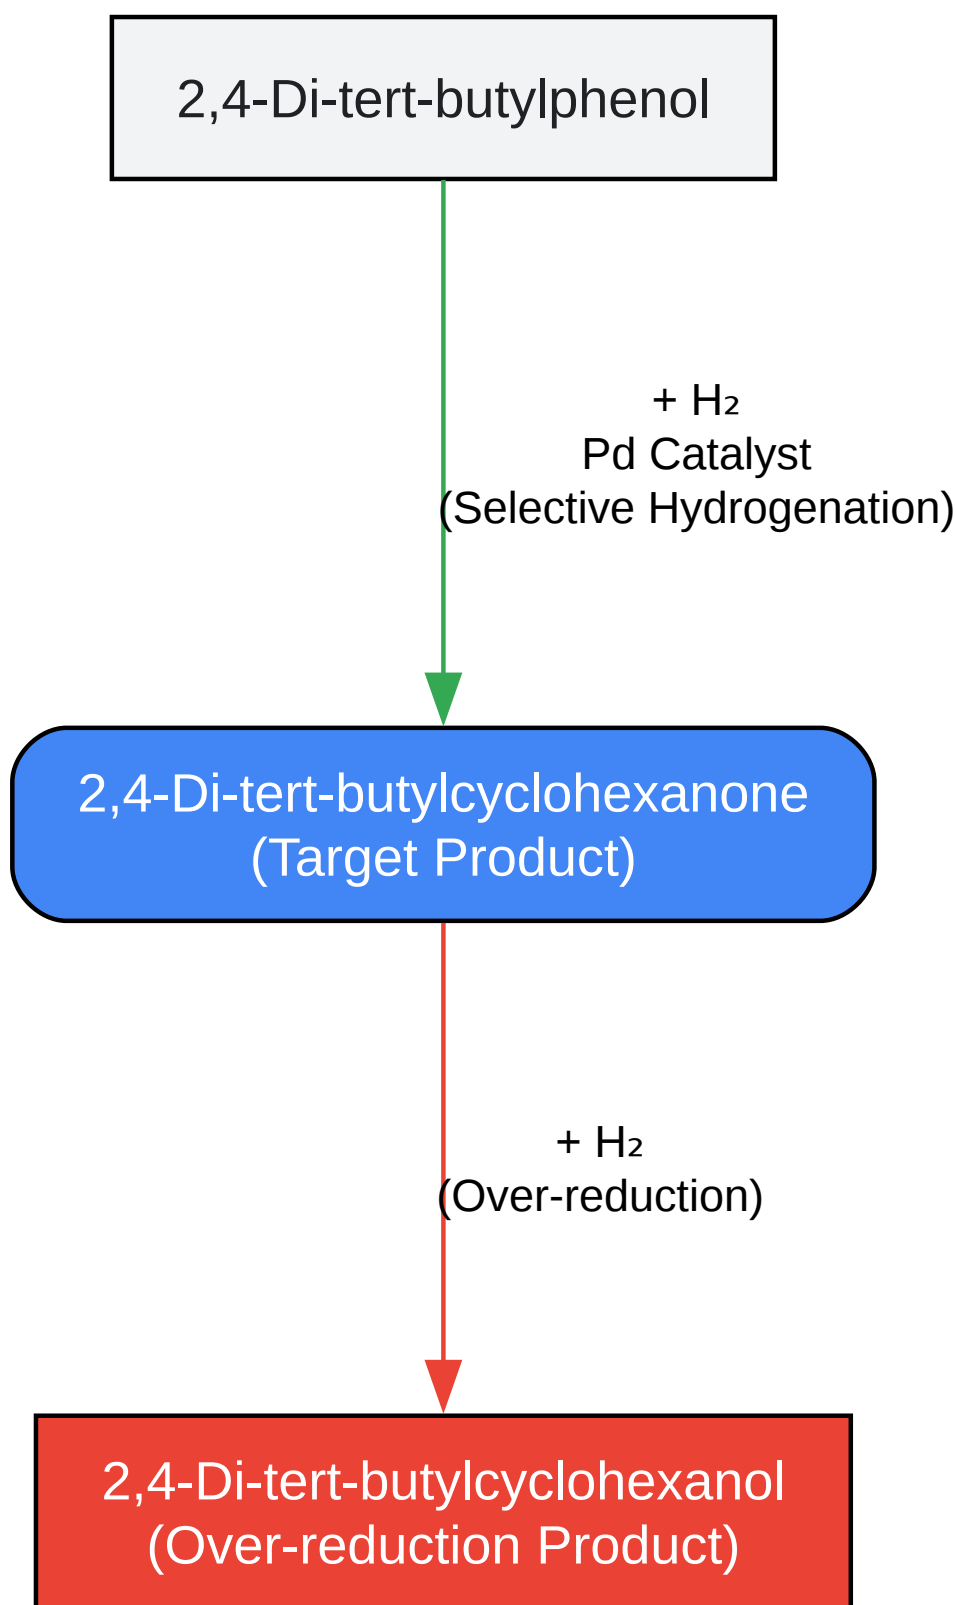 2,4-Di-tert-butylphenol
+ H₂
Pd Catalyst
(Selective Hydrogenation)
2,4-Di-tert-butylcyclohexanone
(Target Product)
+ H₂
(Over-reduction)
2,4-Di-tert-butylcyclohexanol
(Over-reduction Product)